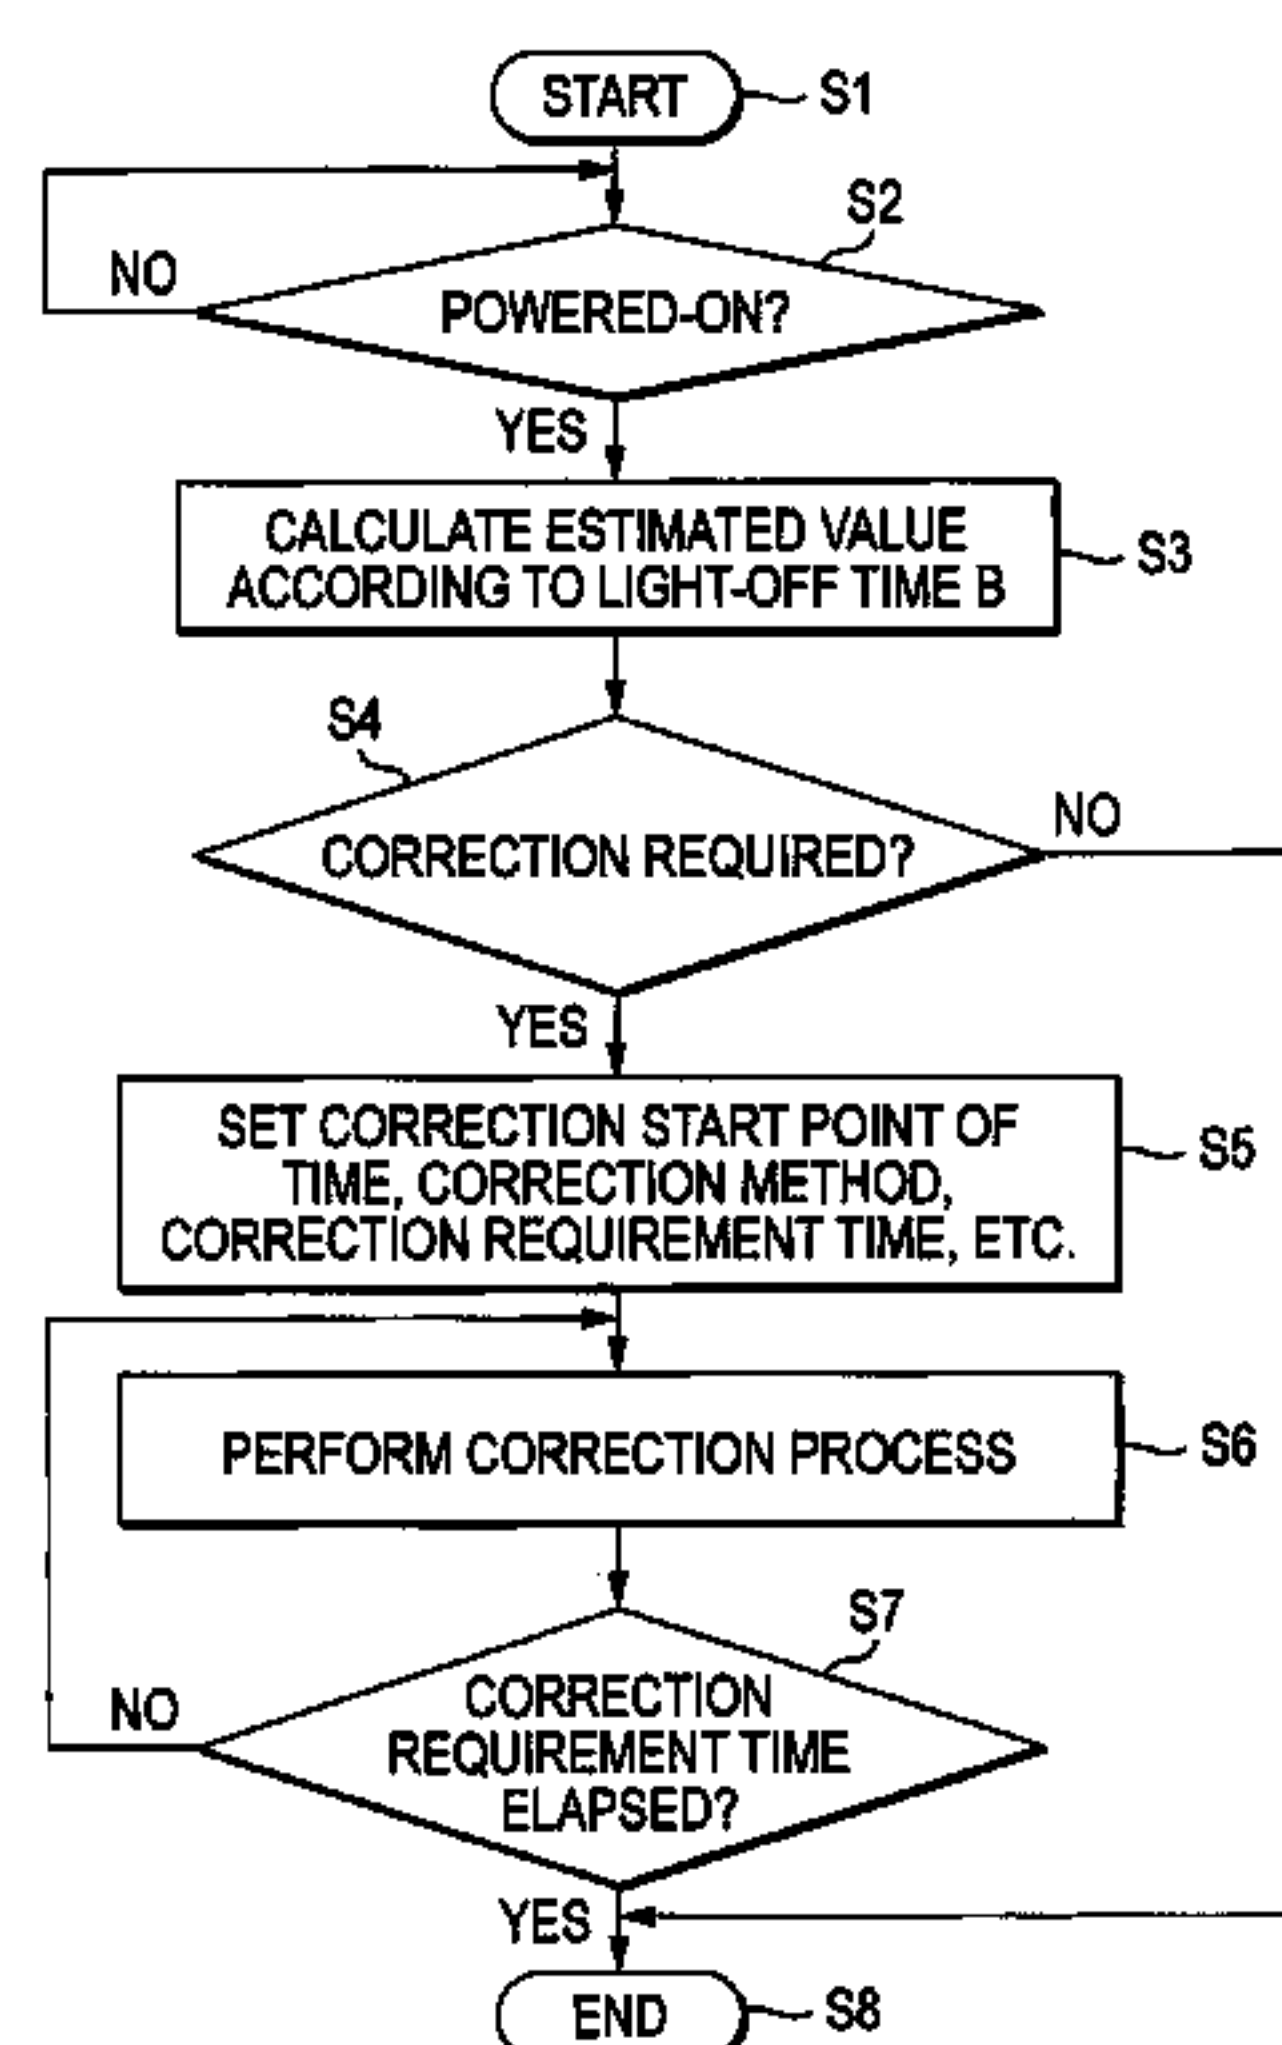 START
S1
S2
NO
POWERED-ON?
YES
CALCULATE ESTIMATED VALUE
ACCORDING TO LIGHT-OFF TIME B
S3
S4
NO
CORRECTION REQUIRED?
YES
SET CORRECTION START POINT OF
TIME, CORRECTION METHOD,
CORRECTION REQUIREMENT TIME, ETC.
S5
PERFORM CORRECTION PROCESS
S6
S7
NO
CORRECTION
REQUIREMENT TIME
ELAPSED?
YES
END
S8